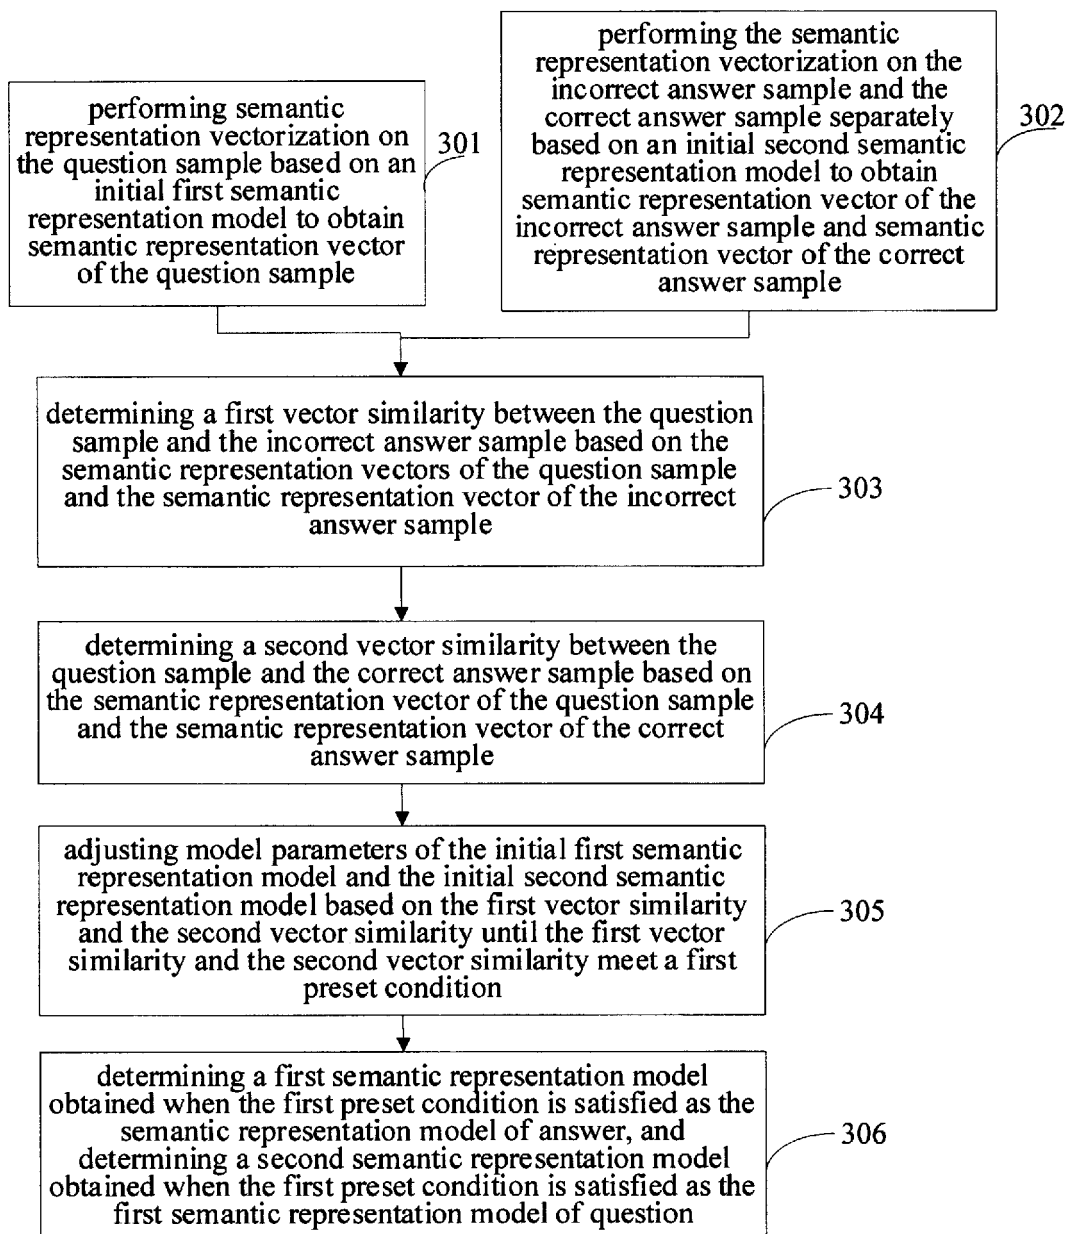 performing semantic
representation vectorization on
the question sample based on an
initial first semantic
representation model to obtain
semantic representation vector
of the question sample
301
performing the semantic
representation vectorization on the
incorrect answer sample and the
correct answer sample separately
based on an initial second semantic
representation model to obtain
semantic representation vector of the
incorrect answer sample and semantic
representation vector of the correct
answer sample
302
determining a first vector similarity between the question
sample and the incorrect answer sample based on the
semantic representation vectors of the question sample
and the semantic representation vector of the incorrect
answer sample
303
determining a second vector similarity between the
question sample and the correct answer sample based on
the semantic representation vector of the question sample
and the semantic representation vector of the correct
answer sample
304
adjusting model parameters of the initial first semantic
representation model and the initial second semantic
representation model based on the first vector similarity
and the second vector similarity until the first vector
similarity and the second vector similarity meet a first
preset condition
305
determining a first semantic representation model
obtained when the first preset condition is satisfied as the
semantic representation model of answer, and
determining a second semantic representation model
obtained when the first preset condition is satisfied as the
first semantic representation model of question
306